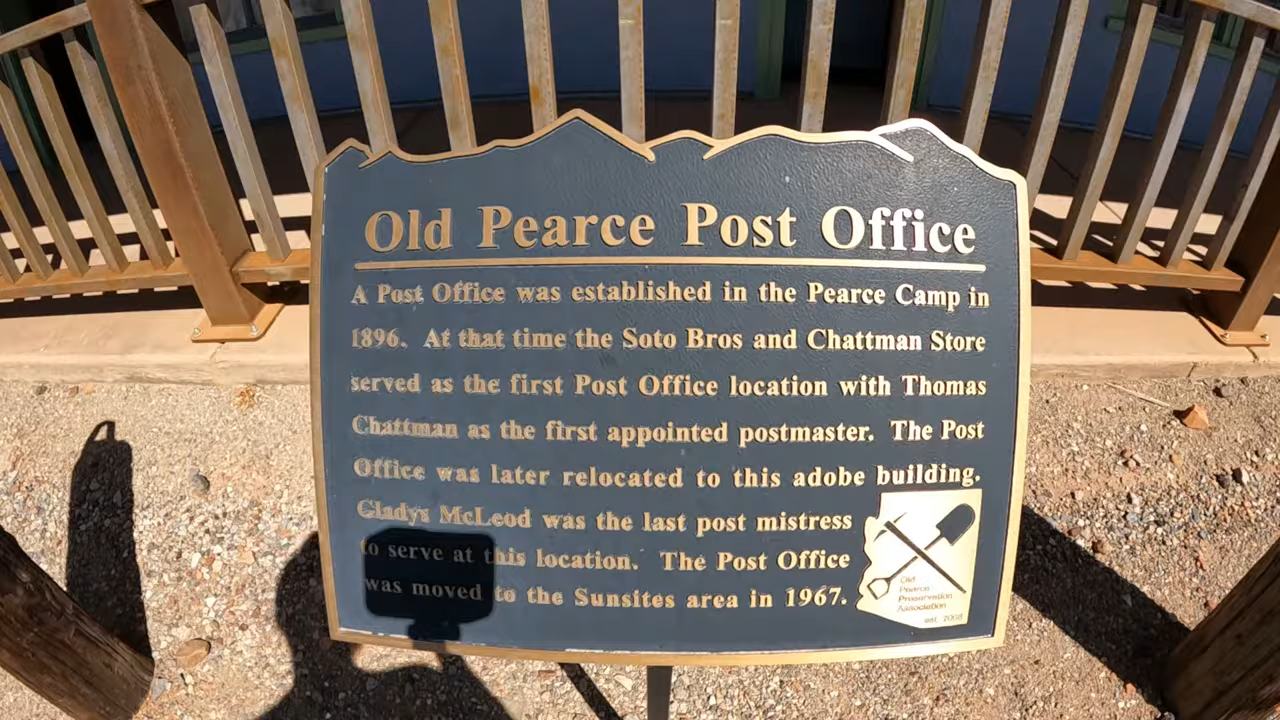 Old Pearce Post Office
A Post Office was established in the Pearce Camp in
1896. At that time the Soto Bros and Chattman Store
served as the first Post Office location with Thomas
Chattman as the first appointed postmaster. The Post
Office was later relocated to this adobe building.
Gladys McLeod was the last post mistress
to serve at this location. The Post Office
was moved to the Sunsites area in 1967.
Old
Pearce
Preservation
Association
est. 2008